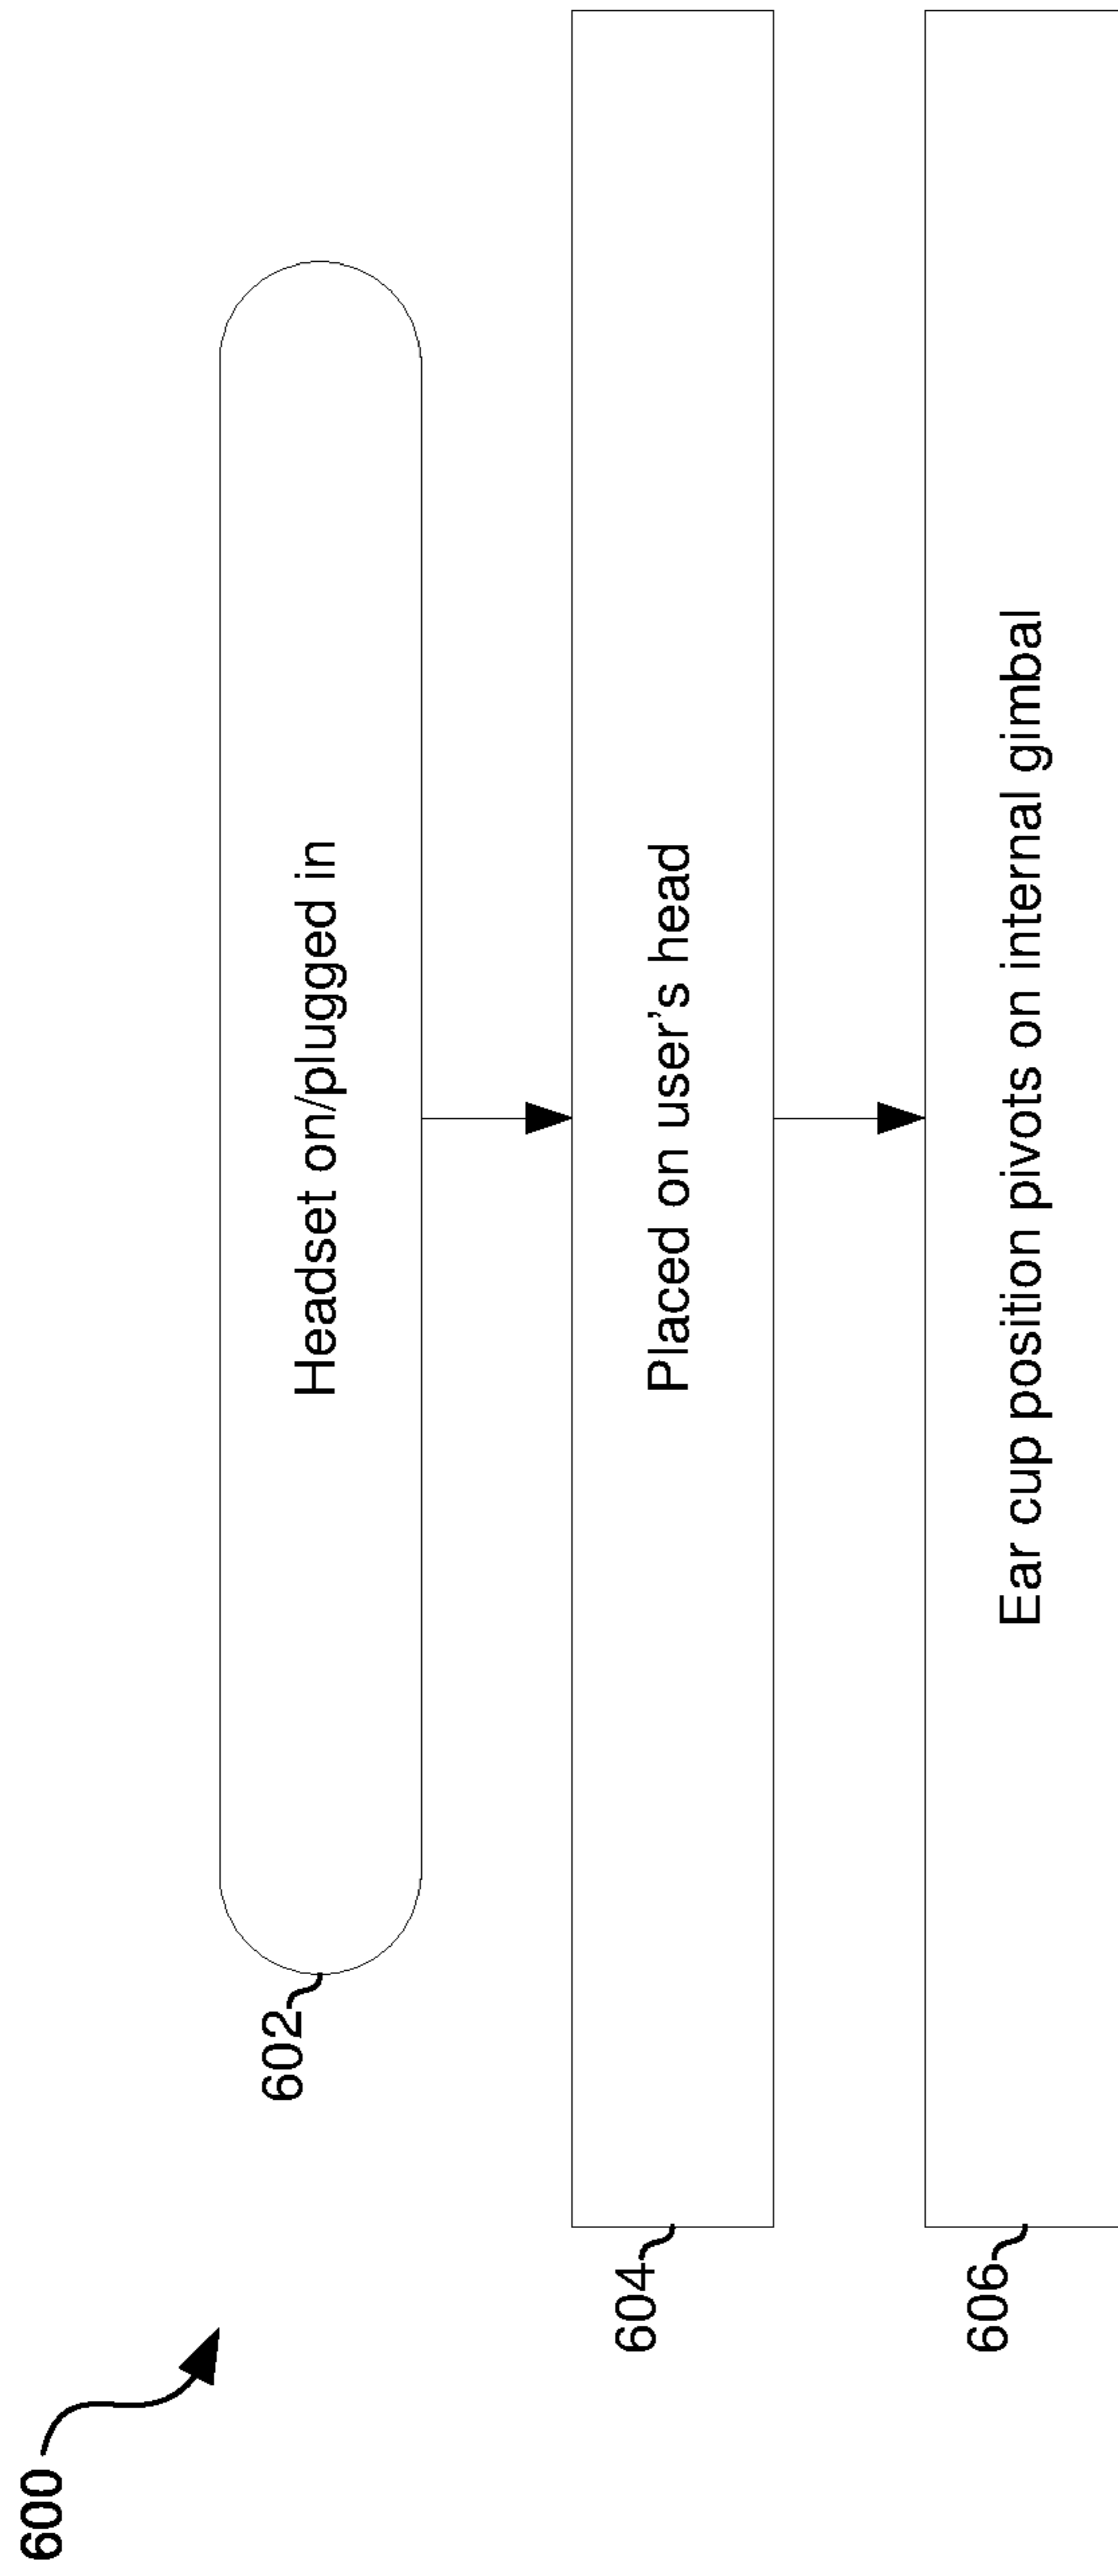 600
602
Headset on/plugged in
604
Placed on user's head
606
Ear cup position pivots on internal gimbal